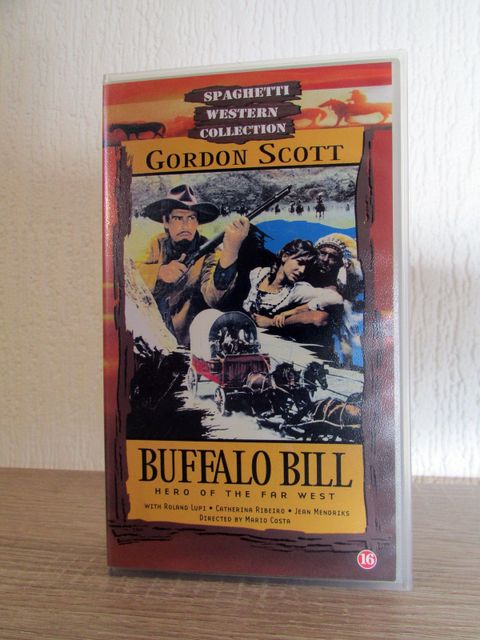 SPAGHETTI
WESTERN
COLLECTION
GORDON SCOTT
BUFFALO BILL
HERO OF THE FAR WEST
WITH ROLAND LUPI • CATHERINA RIBEIRO • JEAN MENDRIKS
DIRECTED BY MARIO COSTA
16